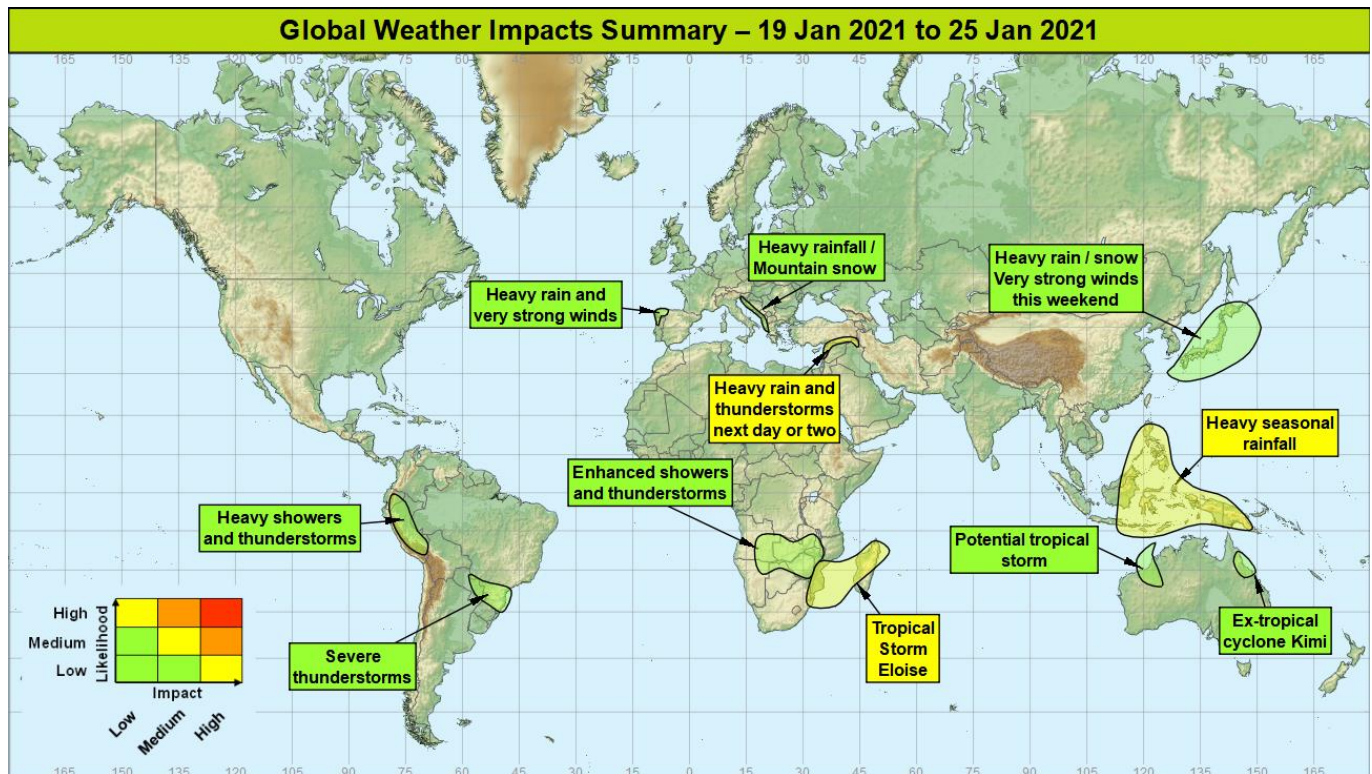 Global Weather Impacts Summary – 19 Jan 2021 to 25 Jan 2021
165 150 135 120 105 90 75 60 45 30 15 0 15 30 45 60 75 90 105 120 135 150 165
Heavy rainfall /
Mountain snow
Heavy rain / snow
Very strong winds
this weekend
Heavy rain and
very strong winds
Heavy rain and
thunderstorms
next day or two
Heavy seasonal
rainfall
Enhanced showers
and thunderstorms
Heavy showers
and thunderstorms
Potential tropical
storm
Severe
thunderstorms
Tropical
Storm
Eloise
Ex-tropical
cyclone Kimi
High
Medium
Low
Likelihood
Impact
Low
Medium
High
165 150 135 120 105 90 75 60 45 30 15 0 15 30 45 60 75 90 105 120 135 150 165